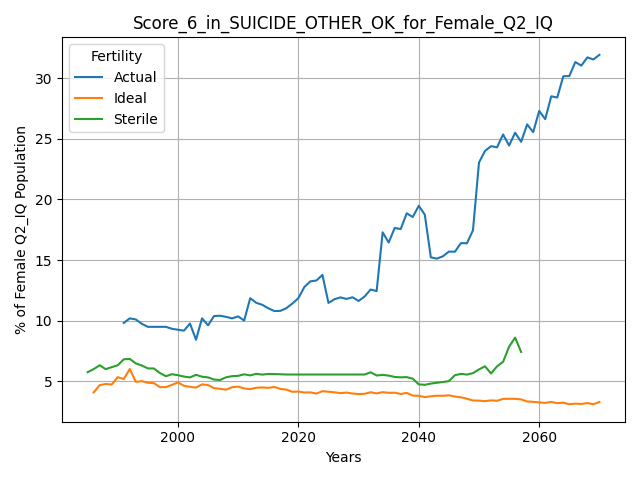 Score_6_in_SUICIDE_OTHER_OK_for_Female_Q2_IQ
Fertility
Actual
Ideal
Sterile
% of Female Q2_IQ Population
30
25
20
15
10
5
2000 2020 2040 2060
Years